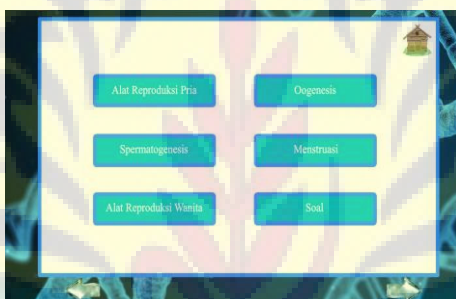 Alat Reproduksi Pria
Oogenesis
Spermatogenesis
Menstruasi
Alat Reproduksi Wanita
Soal